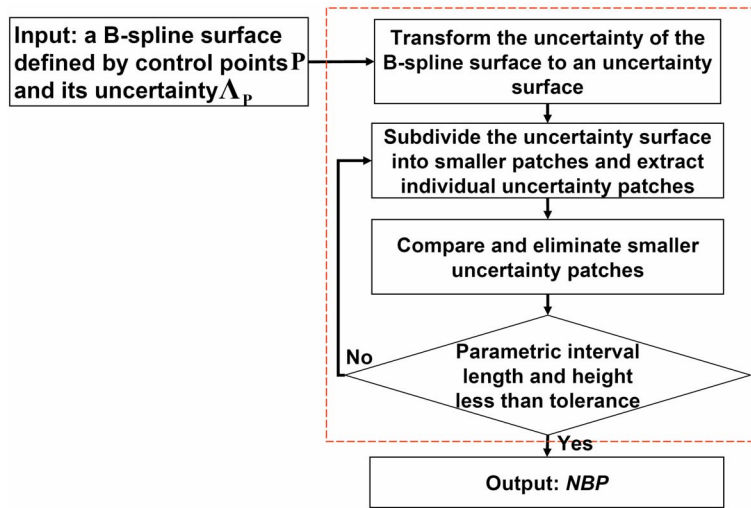 Input: a B-spline surface
defined by control points P
and its uncertainty Λ_P
Transform the uncertainty of the
B-spline surface to an uncertainty
surface
Subdivide the uncertainty surface
into smaller patches and extract
individual uncertainty patches
Compare and eliminate smaller
uncertainty patches
No
Parametric interval
length and height
less than tolerance
Yes
Output: NBP